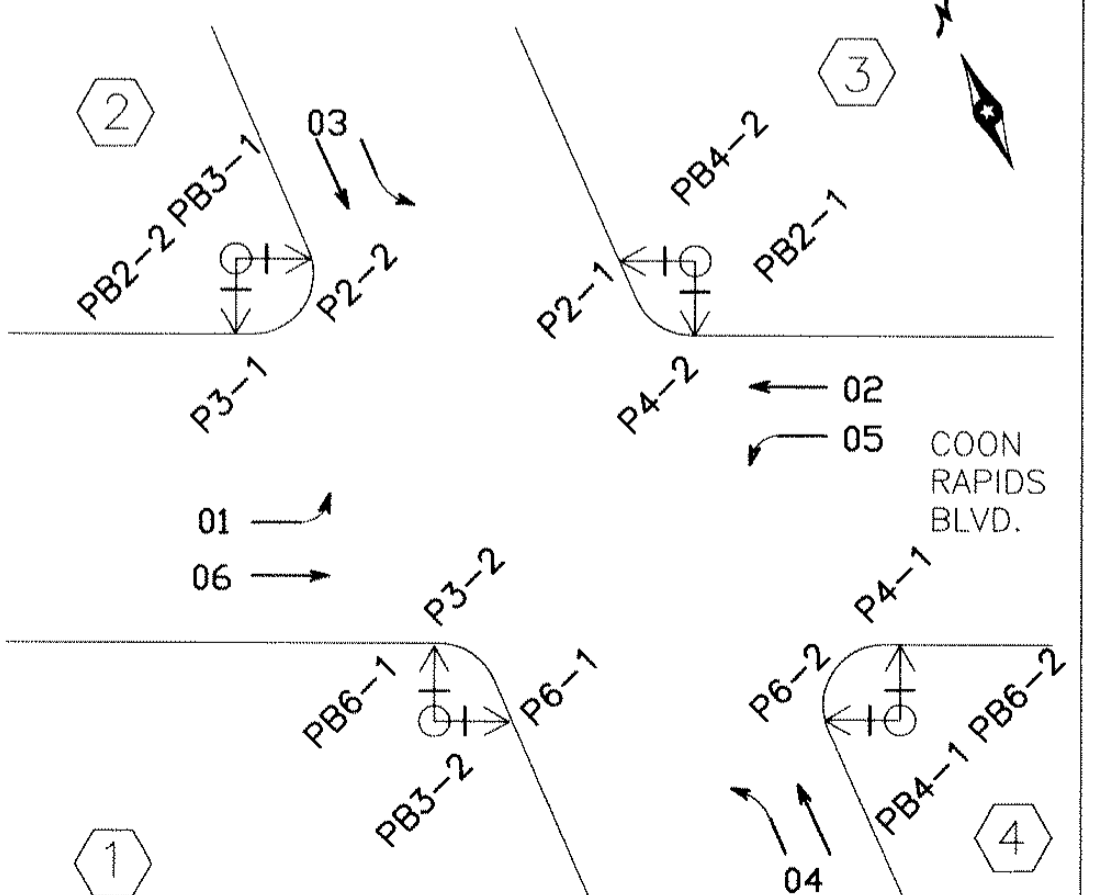 N
2
03
3
PB3-1
PB2-2
P2-2
P3-1
PB4-2
PB2-1
P2-1
P4-2
02
05
COON
RAPIDS
BLVD.
01
06
P3-2
P4-1
PB6-1
P6-1
P6-2
PB6-2
PB3-2
PB4-1
1
04
4